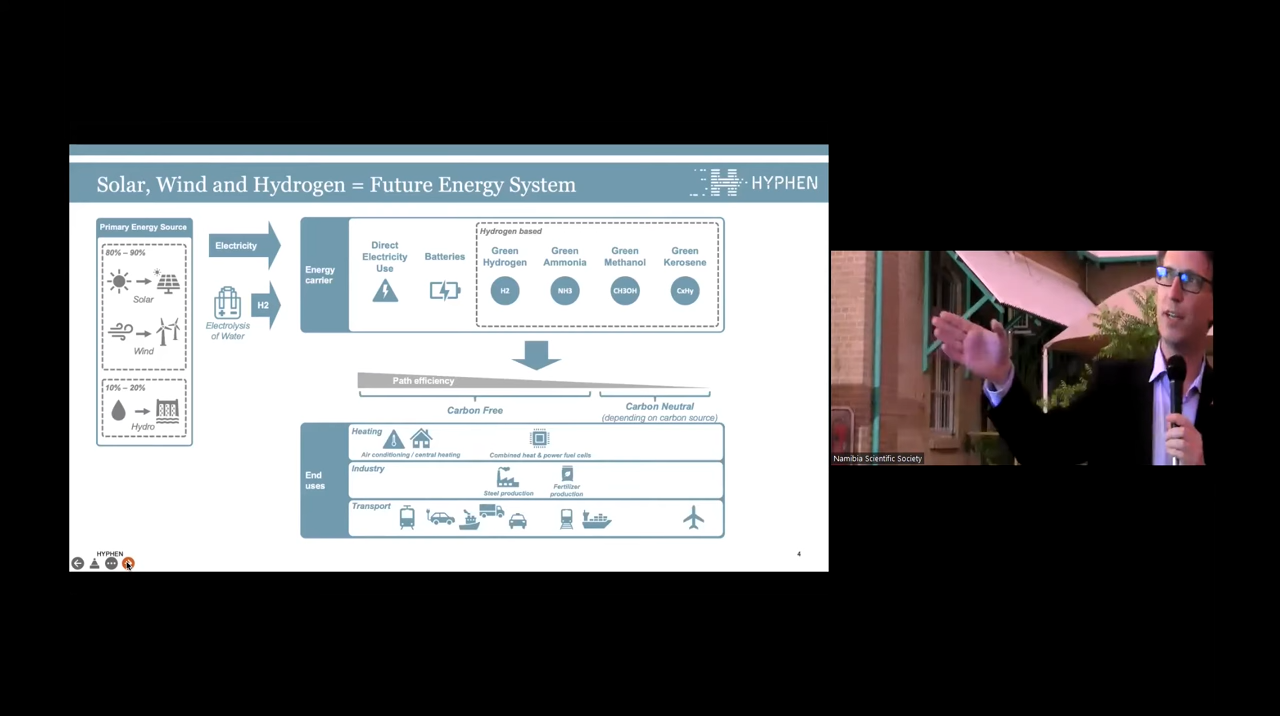 Solar, Wind and Hydrogen = Future Energy System
HYPHEN
Primary Energy Source
80% – 90%
Solar
Wind
10% – 20%
Hydro
Electricity
H2
Electrolysis
of Water
Energy
carrier
Direct
Electricity
Use
Batteries
Hydrogen based
Green
Hydrogen
H2
Green
Ammonia
NH3
Green
Methanol
CH3OH
Green
Kerosene
CxHy
Path efficiency
Carbon Free
Carbon Neutral
(depending on carbon source)
End
uses
Heating
Air conditioning / central heating
Combined heat & power fuel cells
Industry
Steel production
Fertilizer
production
Transport
HYPHEN
4
Namibia Scientific Society